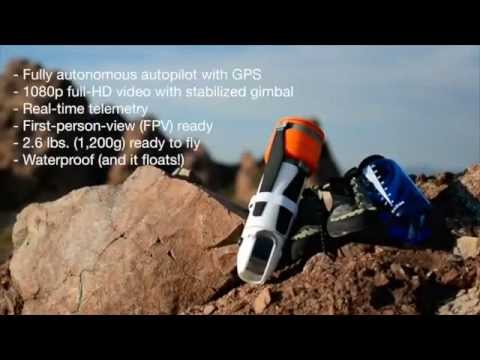 - Fully autonomous autopilot with GPS
- 1080p full-HD video with stabilized gimbal
- Real-time telemetry
- First-person-view (FPV) ready
- 2.6 lbs. (1,200g) ready to fly
- Waterproof (and it floats!)